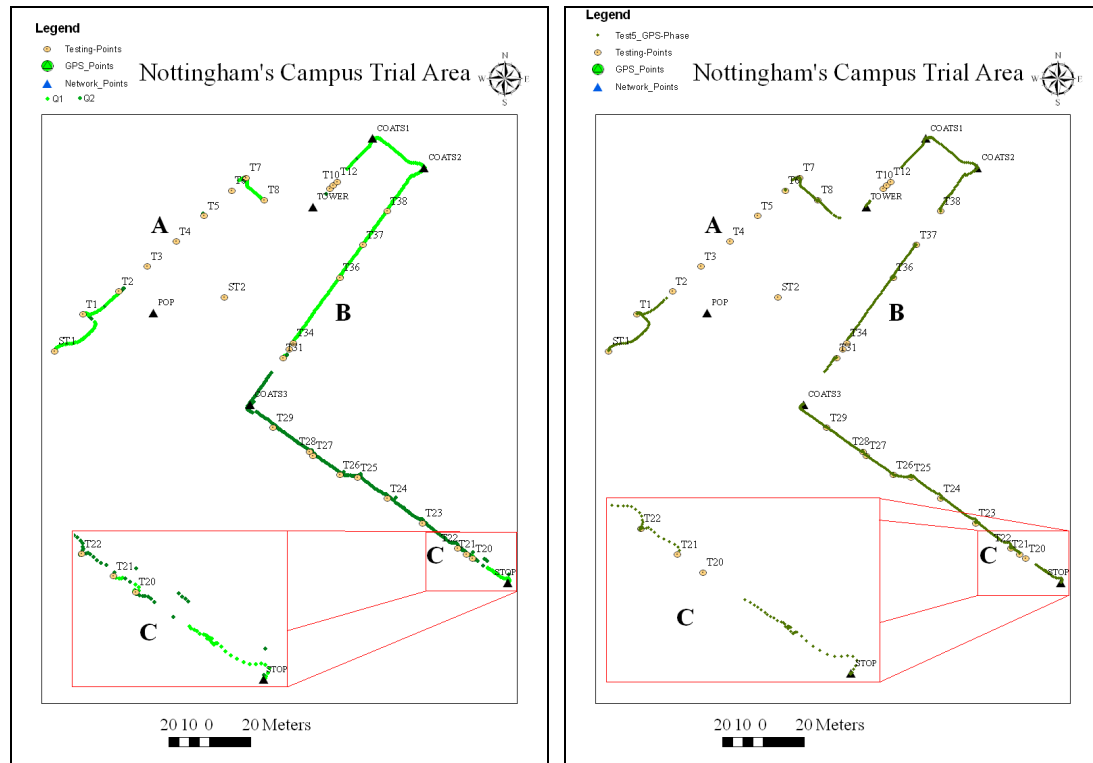 Legend
Testing-Points
GPS_Points
Network_Points
Q1 Q2
Nottingham's Campus Trial Area
N
W E
S
COATS1
COATS2
T7
T10 T12
T6
T8
TOWER
T38
T5
A
T4
T37
T3
T36
T2
ST2
POP
T1
B
T34
ST1
T31
COATS3
T29
T28
T27
T26 T25
T24
T23
T22
T21
C
T20
STOP
T22
T21
T20
C
STOP
20 10 0 20 Meters
Legend
Test5_GPS-Phase
Testing-Points
GPS_Points
Network_Points
Nottingham's Campus Trial Area
N
W E
S
COATS1
COATS2
T7
T10 T12
T6
T8
TOWER
T38
T5
A
T4
T37
T3
T36
T2
ST2
POP
T1
B
T34
ST1
T31
COATS3
T29
T28
T27
T26 T25
T24
T23
T22
T21
C
T20
STOP
T22
T21
T20
C
STOP
20 10 0 20 Meters